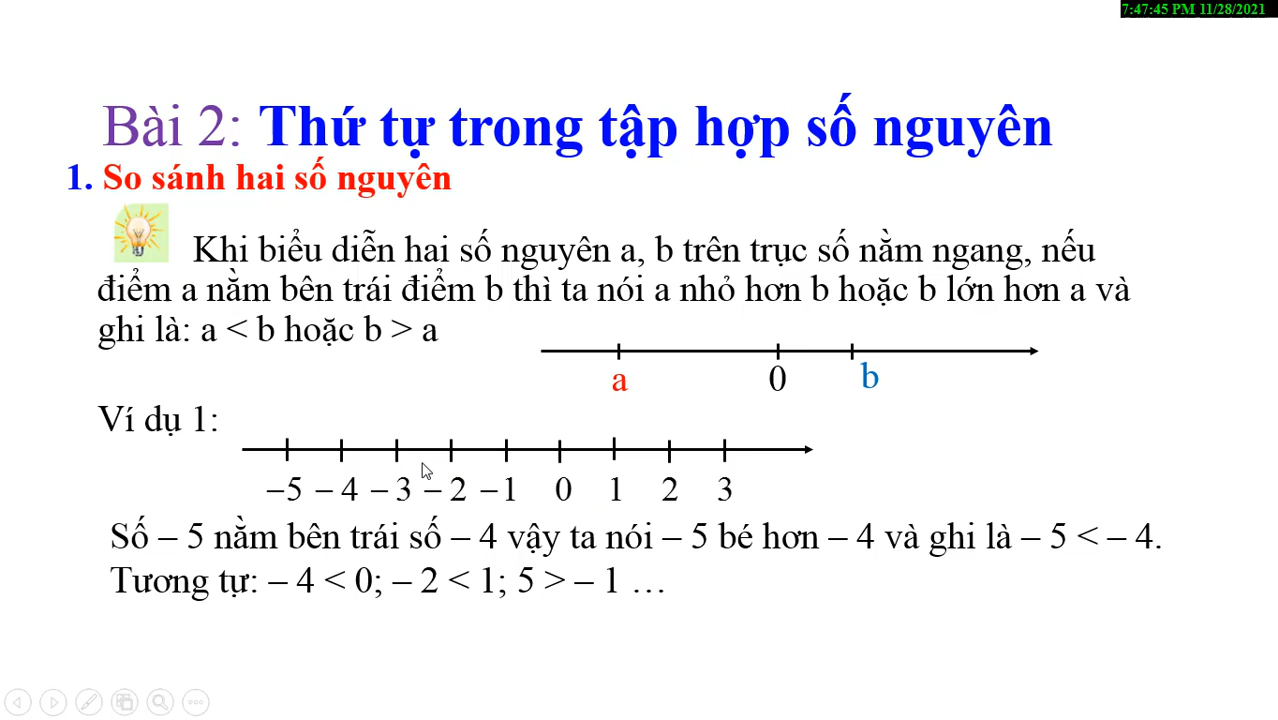 7:47:45 PM 11/28/2021
Bài 2: Thứ tự trong tập hợp số nguyên
1. So sánh hai số nguyên
Khi biểu diễn hai số nguyên a, b trên trục số nằm ngang, nếu
điểm a nằm bên trái điểm b thì ta nói a nhỏ hơn b hoặc b lớn hơn a và
ghi là: a < b hoặc b > a
a 0 b
Ví dụ 1:
–5 – 4 – 3 – 2 –1 0 1 2 3
Số – 5 nằm bên trái số – 4 vậy ta nói – 5 bé hơn – 4 và ghi là – 5 < – 4.
Tương tự: – 4 < 0; – 2 < 1; 5 > – 1 …